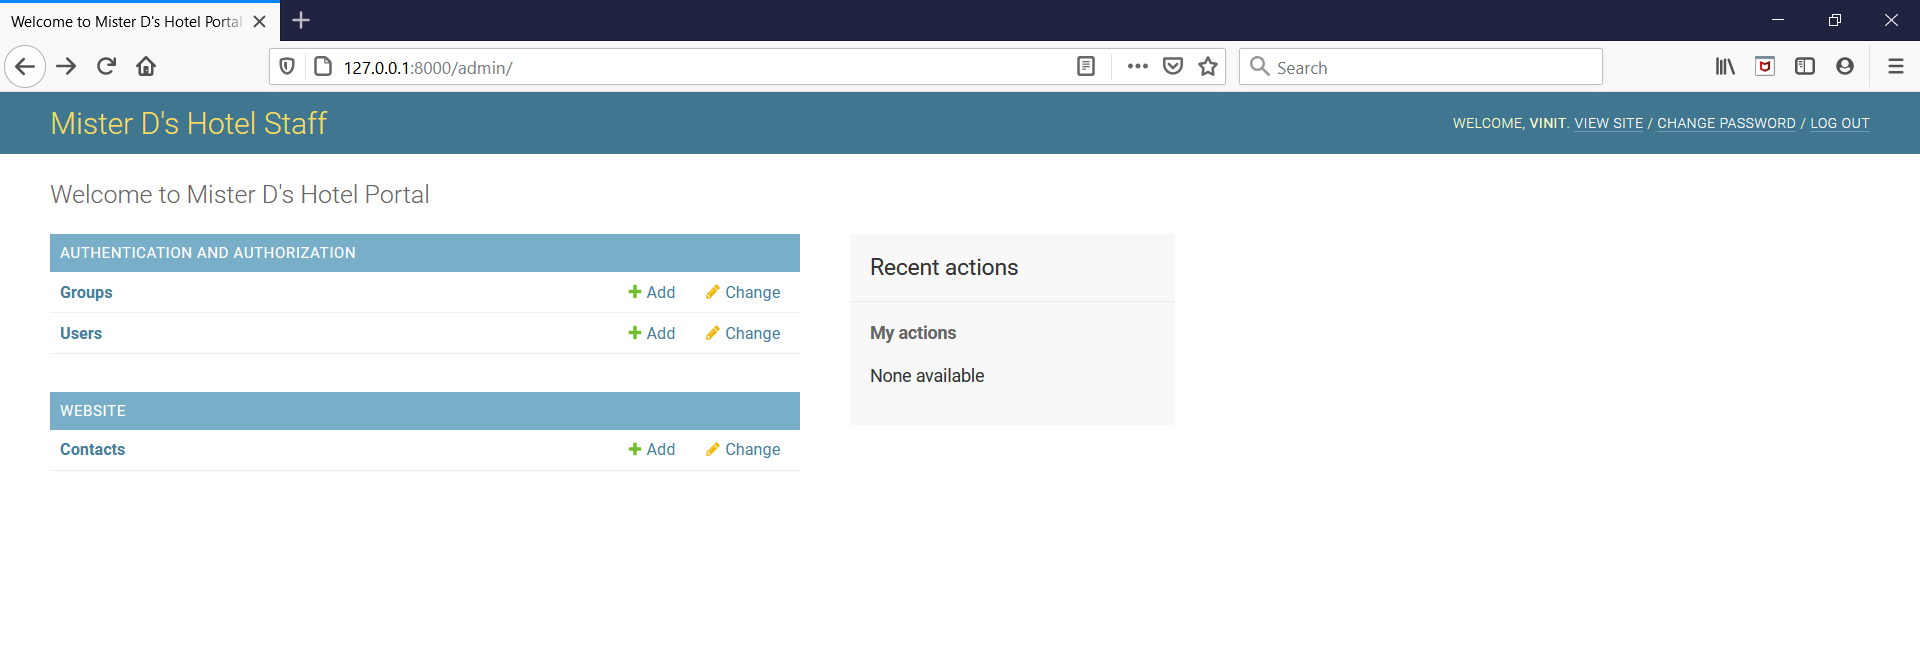 Welcome to Mister D's Hotel Portal
127.0.0.1:8000/admin/
Search
Mister D's Hotel Staff
WELCOME, VINIT. VIEW SITE / CHANGE PASSWORD / LOG OUT
Welcome to Mister D's Hotel Portal
AUTHENTICATION AND AUTHORIZATION
Groups Add Change
Users Add Change
WEBSITE
Contacts Add Change
Recent actions
My actions
None available